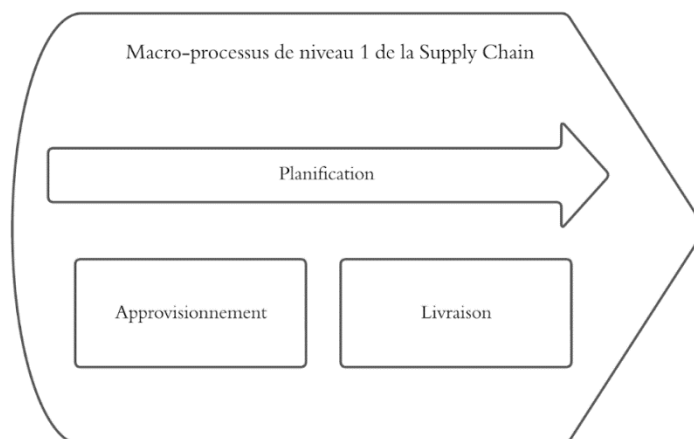 Macro-processus de niveau 1 de la Supply Chain
Planification
Approvisionnement
Livraison